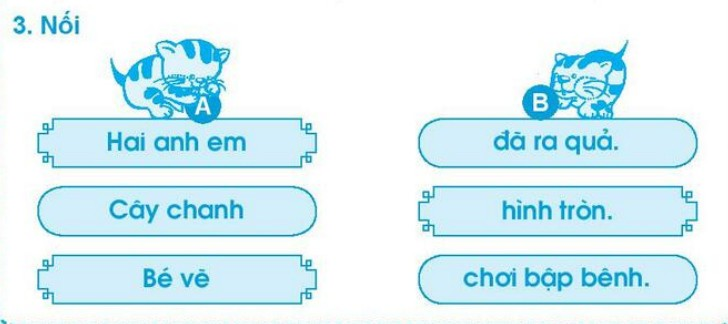 3. Nối
A
B
Hai anh em
đã ra quả.
Cây chanh
hình tròn.
Bé vẽ
chơi bập bênh.